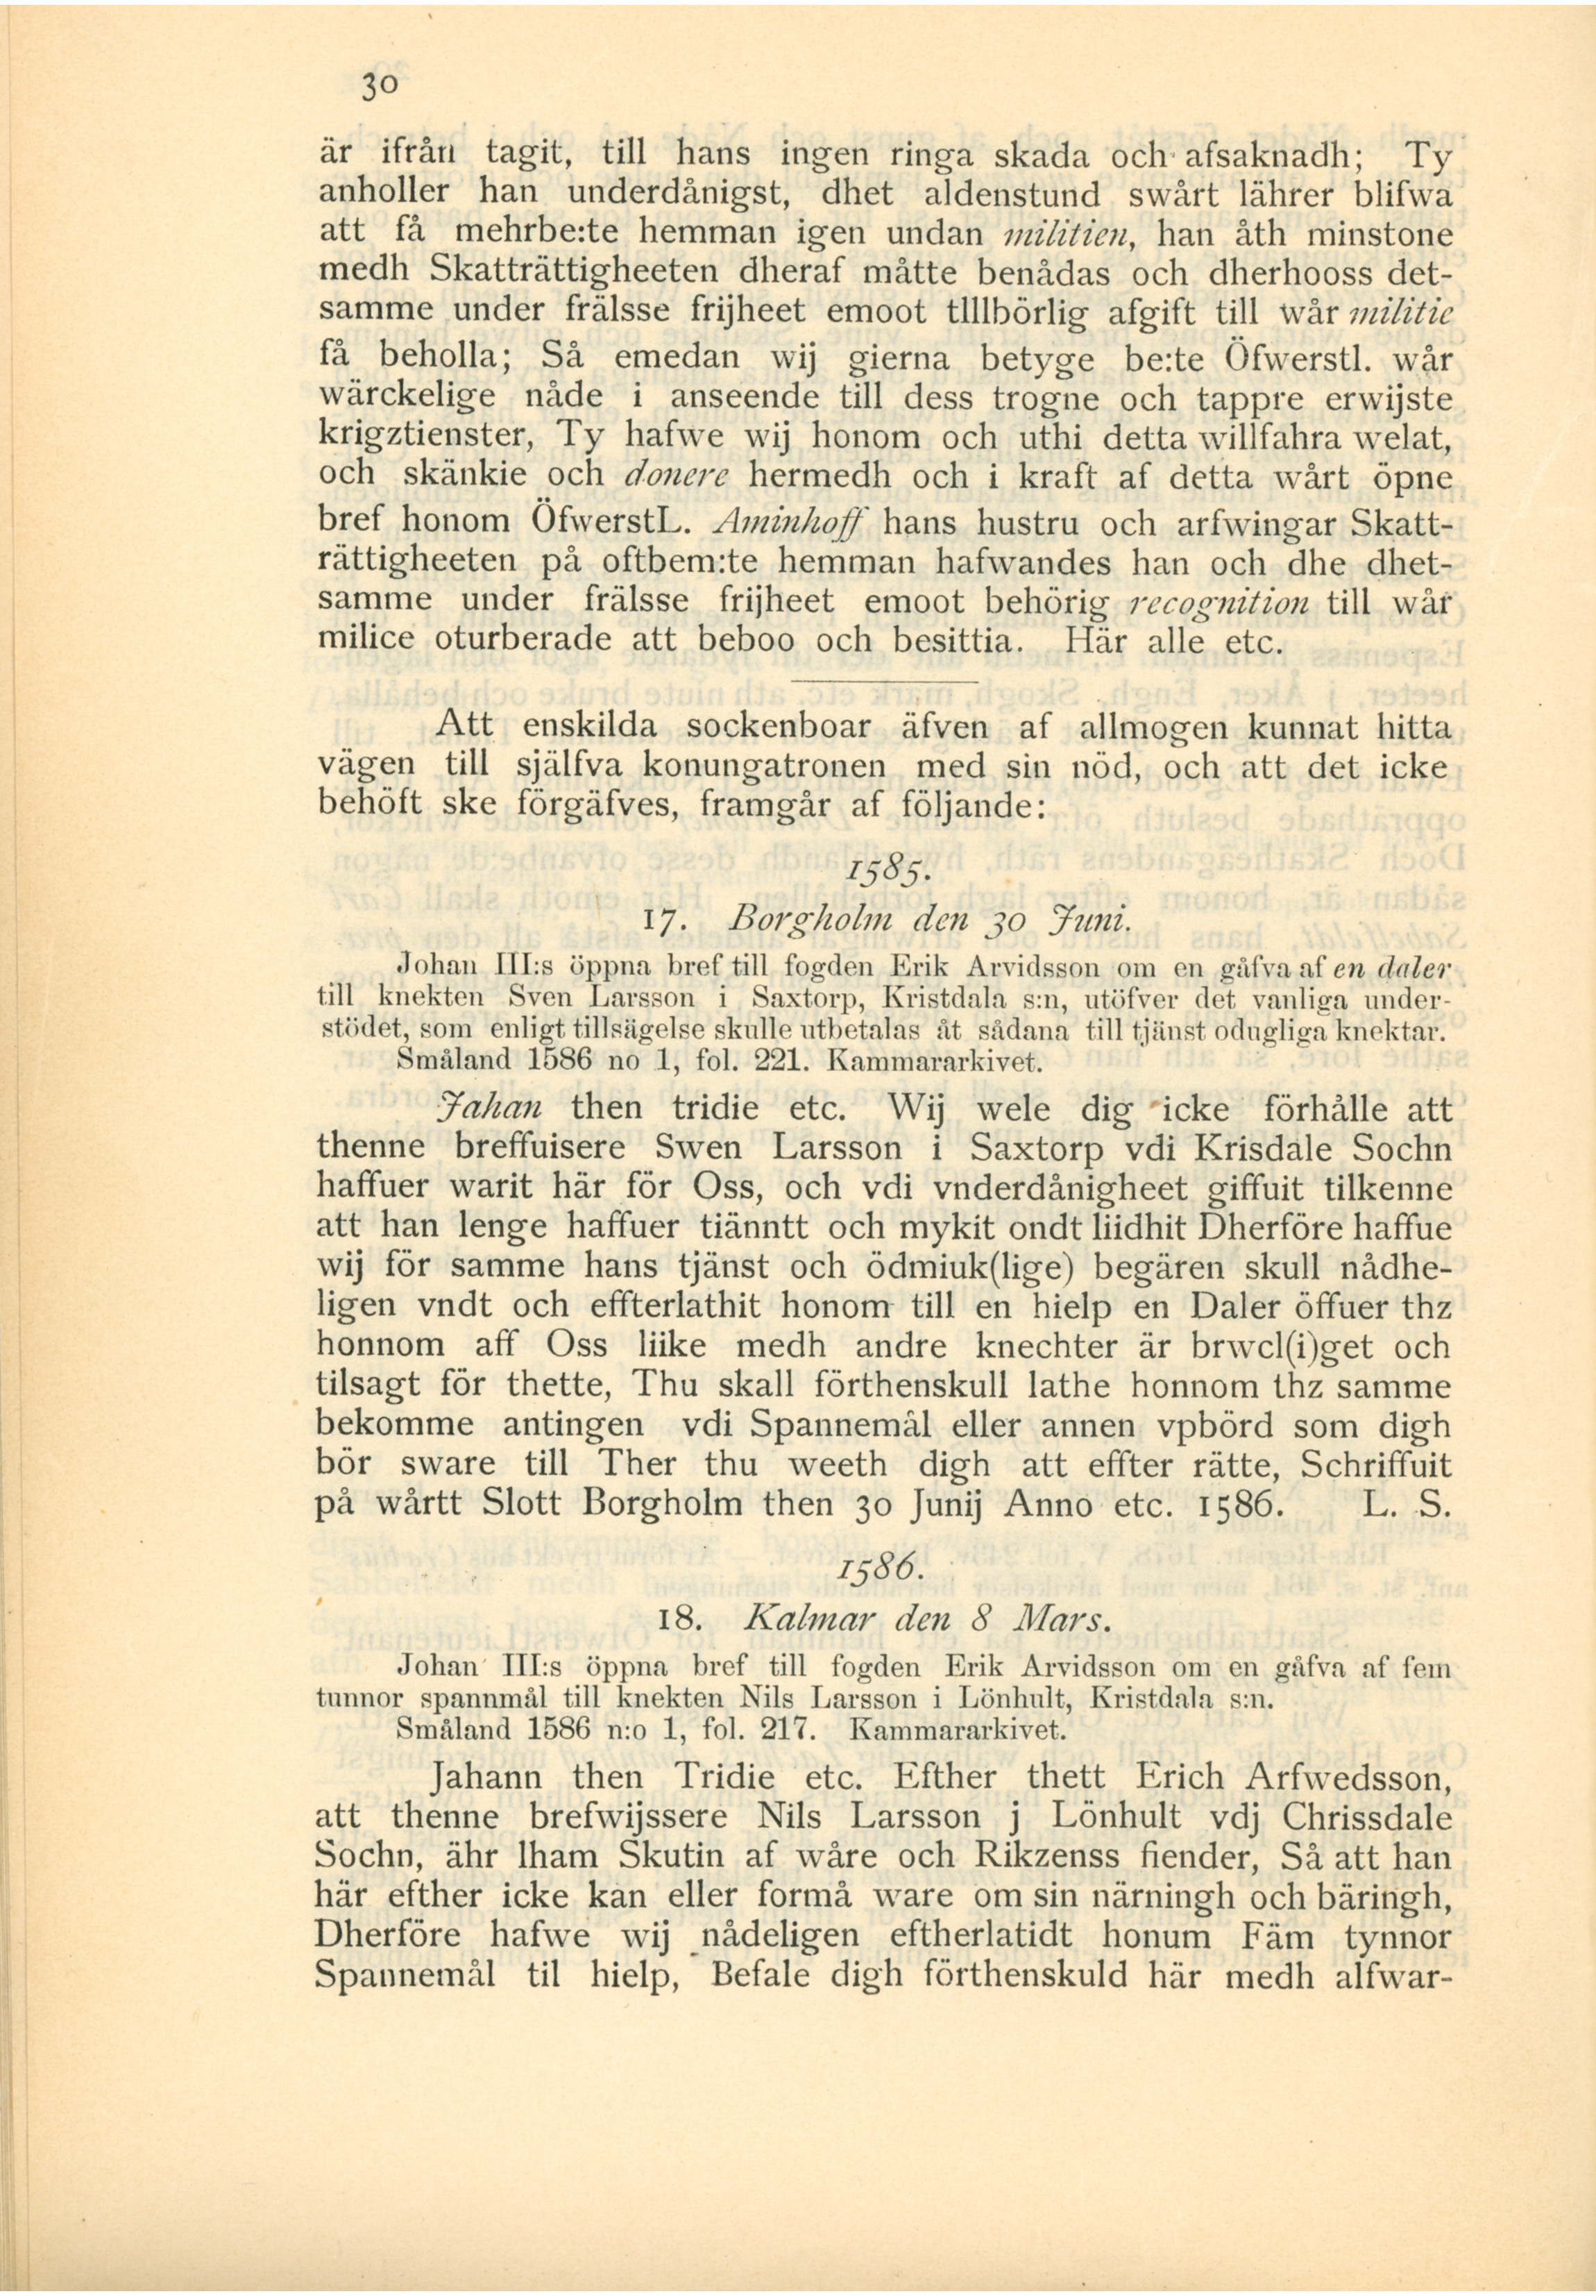 30
är ifrån tagit, till hans ingen ringa skada och afsaknadh; Ty
anholler han underdånigst, dhet aldenstund swårt lährer blifwa
att få mehrbe:te hemman igen undan militien, han åth minstone
medh Skatträttigheeten dheraf måtte benådas och dherhooss det-
samme under frälsse frijheet emoot tlllbörlig afgift till wår militie
få beholla; Så emedan wij gierna betyge be:te Öfwerstl. wår
wärckelige nåde i anseende till dess trogne och tappre erwijste
krigztienster, Ty hafwe wij honom och uthi detta willfahra welat,
och skänkie och donere hermedh och i kraft af detta wårt öpne
bref honom ÖfwerstL. Aminhoff hans hustru och arfwingar Skatt-
rättigheeten på oftbem:te hemman hafwandes han och dhe dhet-
samme under frälsse frijheet emoot behörig recognition till wår
milice oturberade att beboo och besittia. Här alle etc.
Att enskilda sockenboar äfven af allmogen kunnat hitta
vägen till själfva konungatronen med sin nöd, och att det icke
behöft ske förgäfves, framgår af följande:
1585.
17. Borgholm den 30 Juni.
Johan III:s öppna bref till fogden Erik Arvidsson om en gåfva af en daler
till knekten Sven Larsson i Saxtorp, Kristdala s:n, utöfver det vanliga under-
stödet, som enligt tillsägelse skulle utbetalas åt sådana till tjänst odugliga knektar.
Småland 1586 no 1, fol. 221. Kammararkivet.
Jahan then tridie etc. Wij wele dig icke förhålle att
thenne breffuisere Swen Larsson i Saxtorp vdi Krisdale Sochn
haffuer warit här för Oss, och vdi vnderdånigheet giffuit tilkenne
att han lenge haffuer tiänntt och mykit ondt liidhit Dherföre haffue
wij för samme hans tjänst och ödmiuk(lige) begären skull nådhe-
ligen vndt och effterlathit honom till en hielp en Daler öffuer thz
honnom aff Oss liike medh andre knechter är brwcl(i)get och
tilsagt för thette, Thu skall förthenskull lathe honnom thz samme
bekomme antingen vdi Spannemål eller annen vpbörd som digh
bör sware till Ther thu weeth digh att effter rätte, Schriffuit
på wårtt Slott Borgholm then 30 Junij Anno etc. 1586. L. S.
1586.
18. Kalmar den 8 Mars.
Johan III:s öppna bref till fogden Erik Arvidsson om en gåfva af fem
tunnor spannmål till knekten Nils Larsson i Lönhult, Kristdala s:n.
Småland 1586 n:o 1, fol. 217. Kammararkivet.
Jahann then Tridie etc. Efther thett Erich Arfwedsson,
att thenne brefwijssere Nils Larsson j Lönhult vdj Chrissdale
Sochn, ähr lham Skutin af wåre och Rikzenss fiender, Så att han
här efther icke kan eller formå ware om sin närningh och bäringh,
Dherföre hafwe wij nådeligen eftherlatidt honum Fäm tynnor
Spannemål til hielp, Befale digh förthenskuld här medh alfwar-